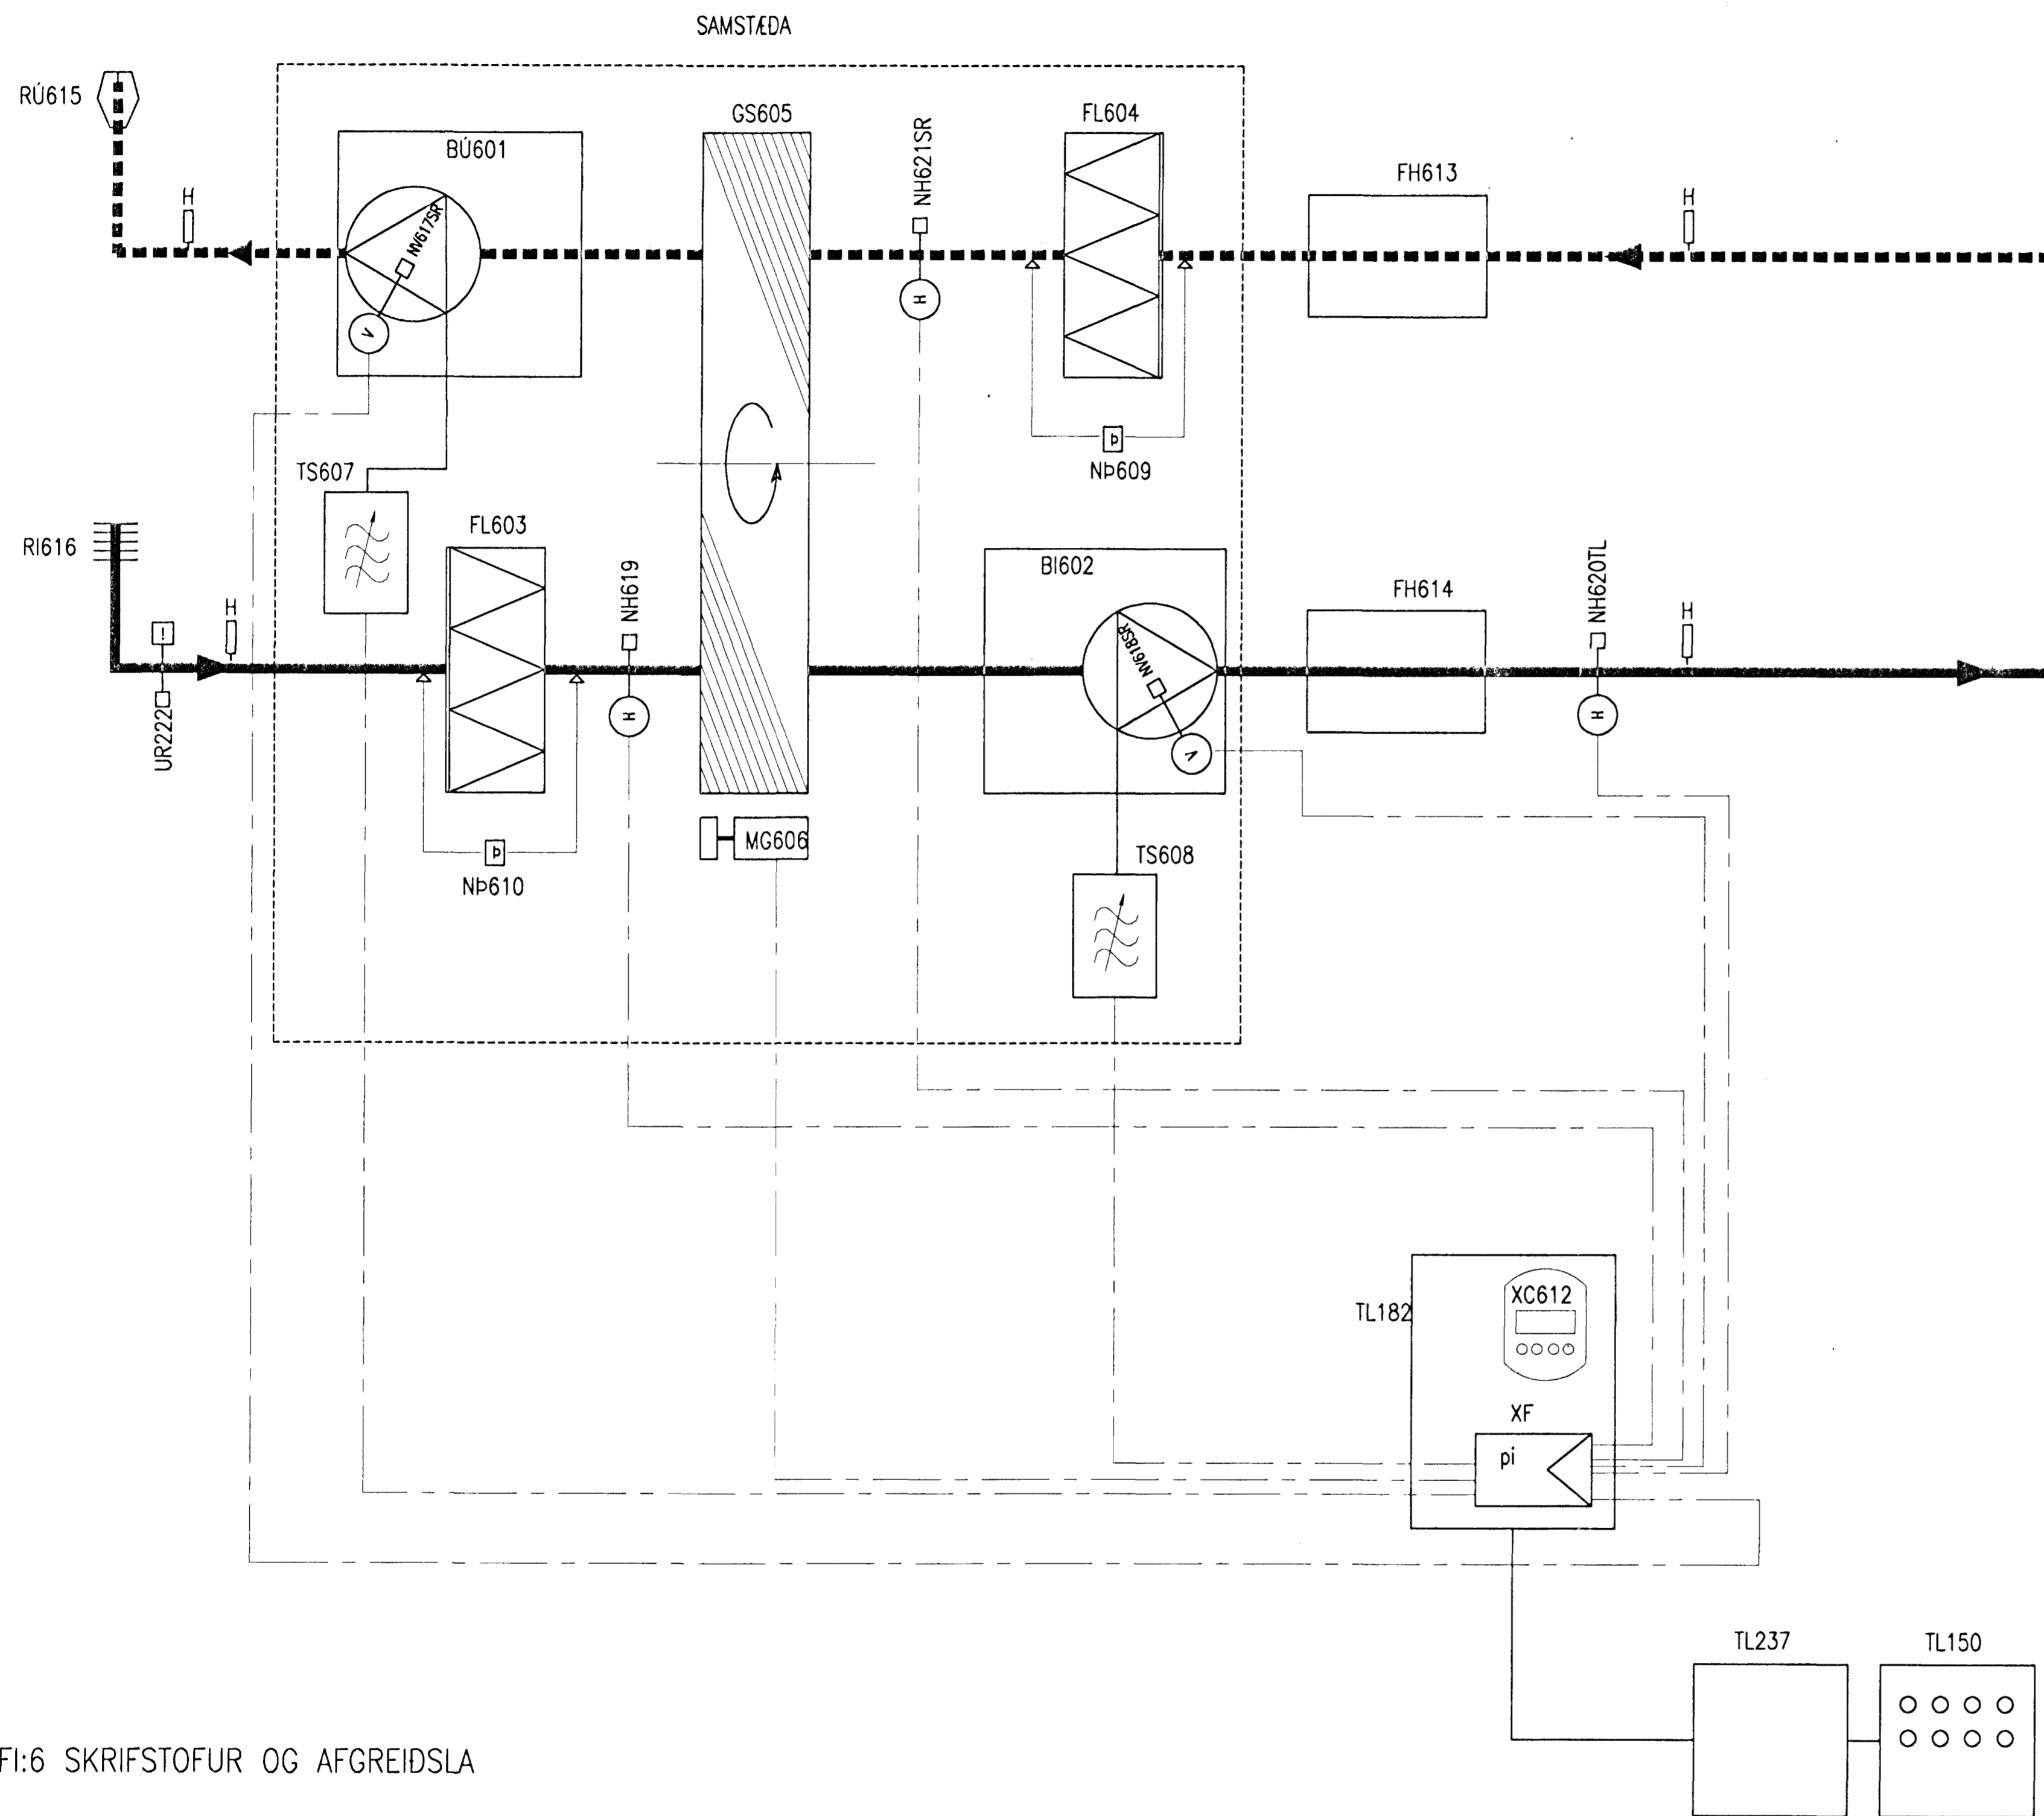 SAMSTÆÐA
RÚ615
H
BÚ601
NV617SR
V
GS605
NH621SR
H
FL604
FH613
H
NÞ609
Þ
TS607
RI616
FL603
NH619
H
BI602
NV618SR
V
FH614
NH620TL
H
H
!
H
UR222
Þ
NÞ610
MG606
TS608
TL182
XC612
XF
pi
TL237
TL150
FI:6 SKRIFSTOFUR OG AFGREIÐSLA